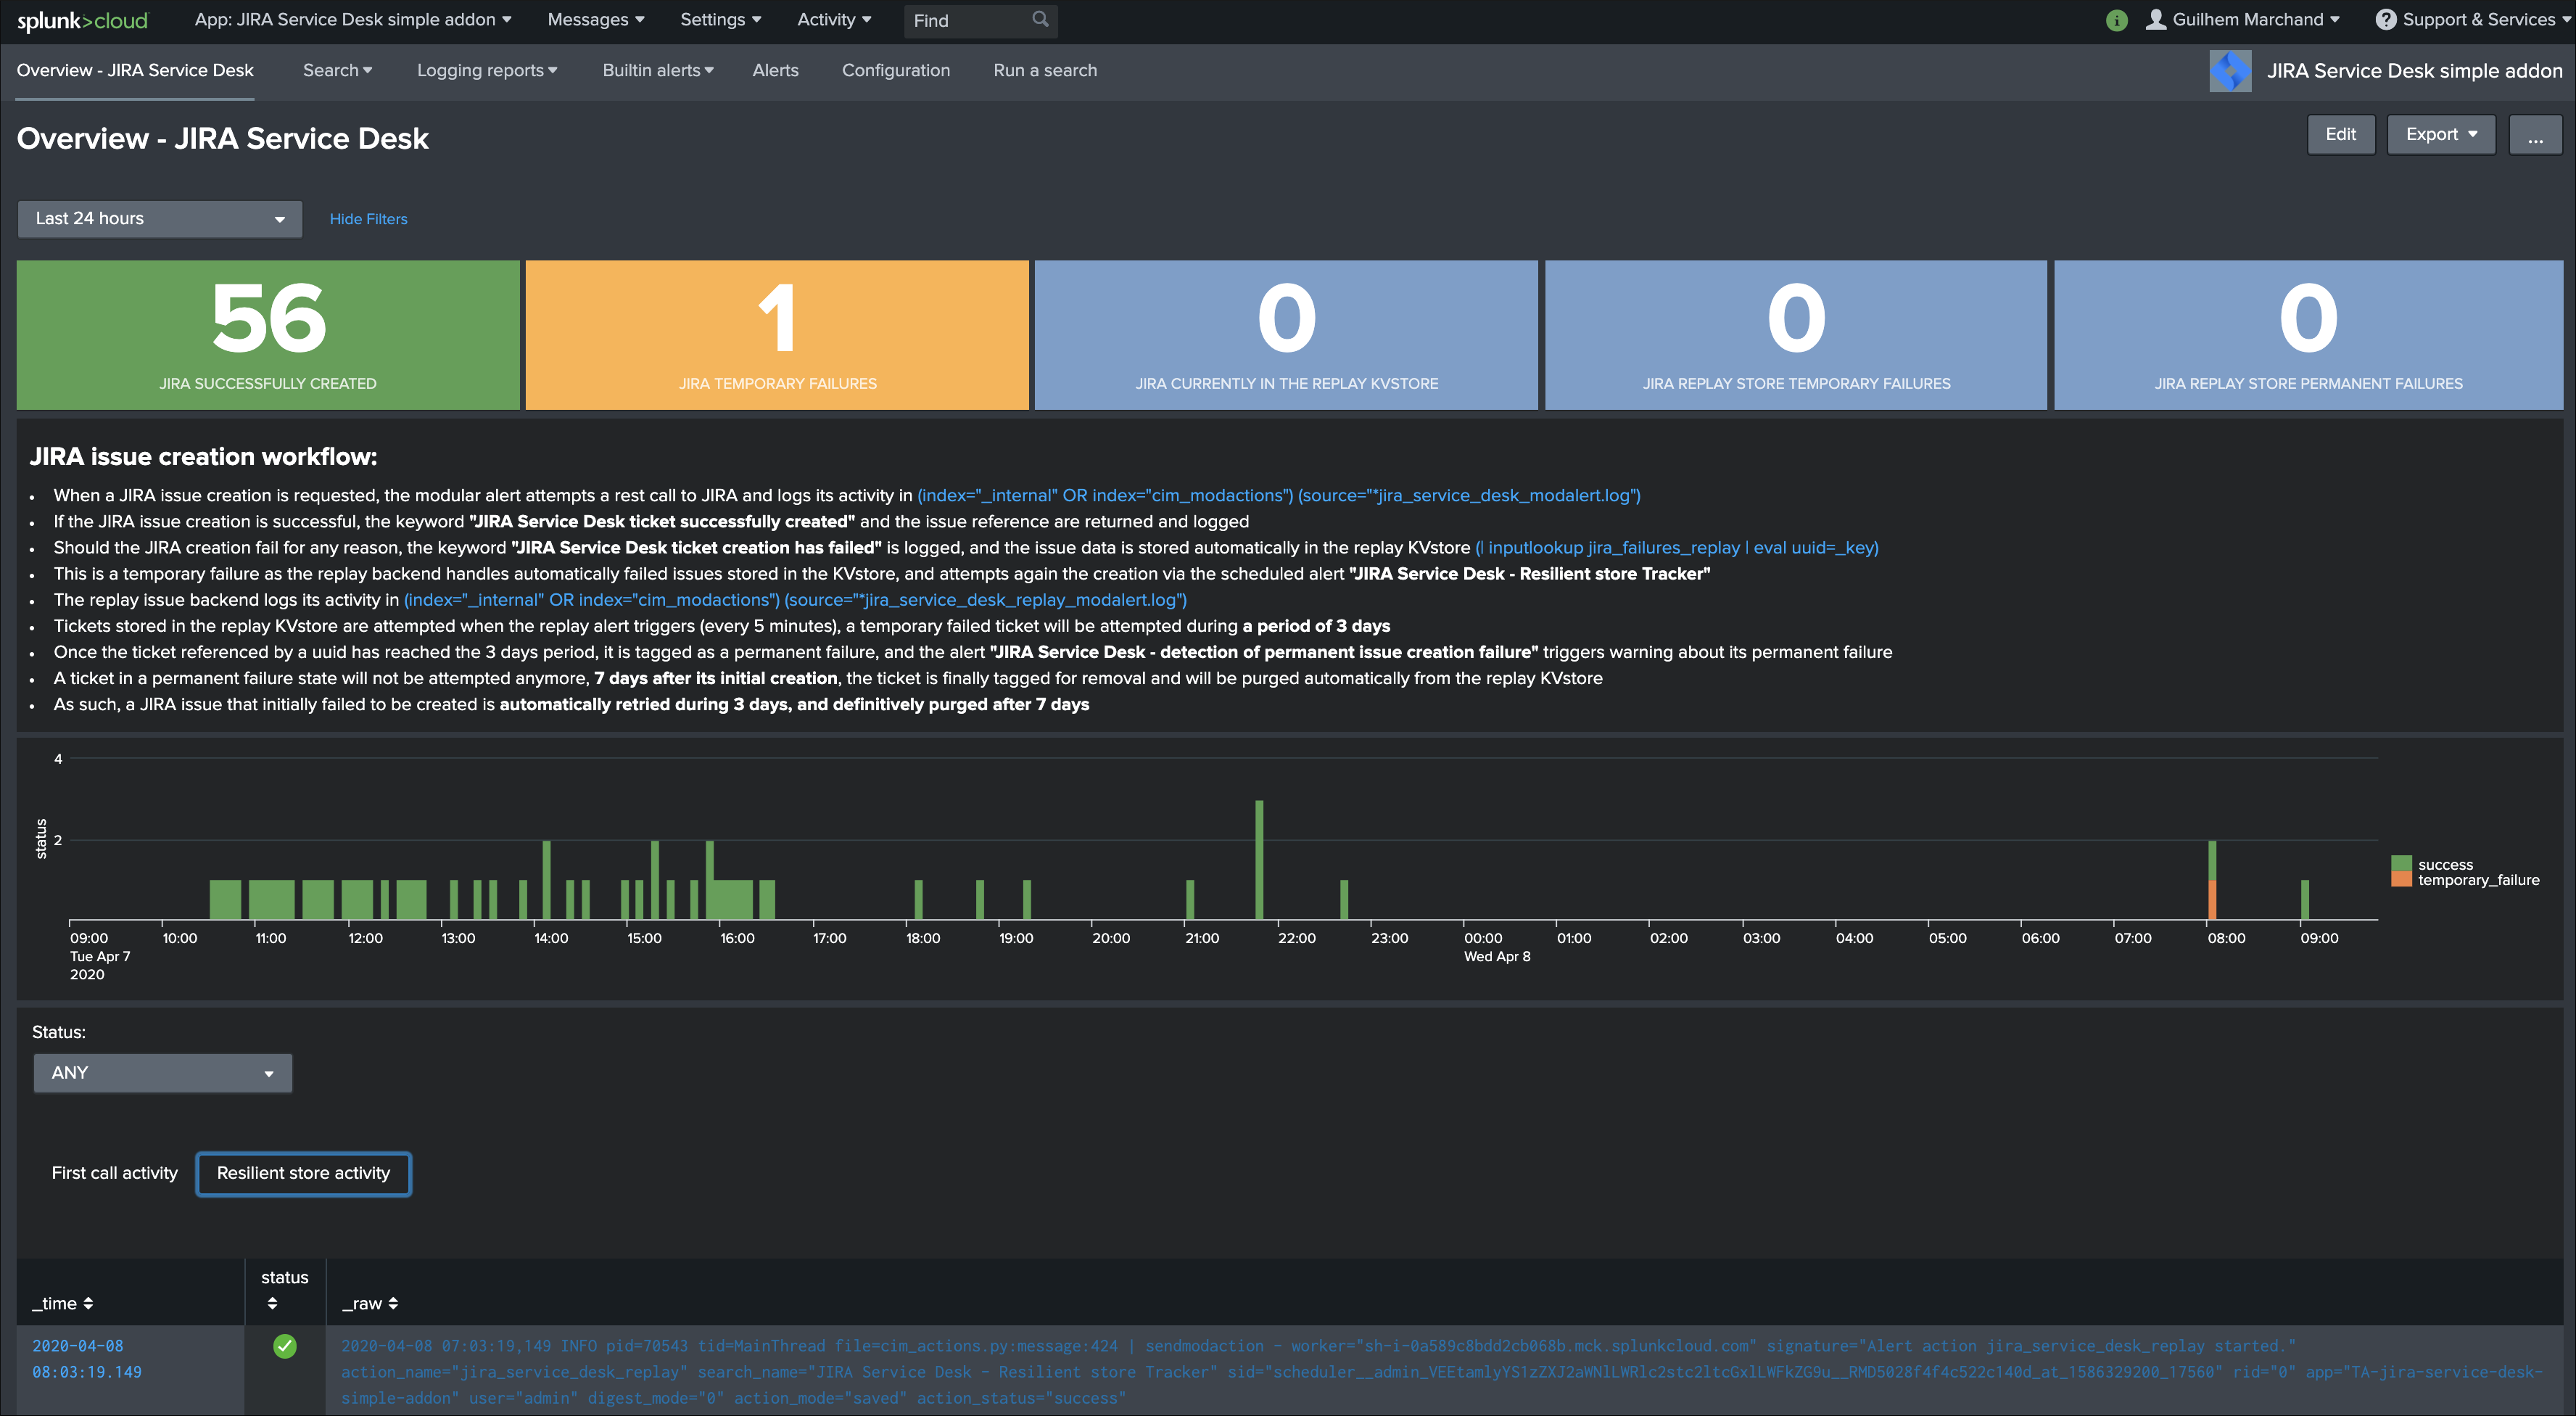 splunk>cloud App: JIRA Service Desk simple addon Messages Settings Activity Find i Guilhem Marchand ? Support & Services
Overview - JIRA Service Desk Search Logging reports Builtin alerts Alerts Configuration Run a search JIRA Service Desk simple addon
Overview - JIRA Service Desk Edit Export ...
Last 24 hours Hide Filters
56 1 0 0 0
JIRA SUCCESSFULLY CREATED JIRA TEMPORARY FAILURES JIRA CURRENTLY IN THE REPLAY KVSTORE JIRA REPLAY STORE TEMPORARY FAILURES JIRA REPLAY STORE PERMANENT FAILURES
JIRA issue creation workflow:
• When a JIRA issue creation is requested, the modular alert attempts a rest call to JIRA and logs its activity in (index="_internal" OR index="cim_modactions") (source="*jira_service_desk_modalert.log")
• If the JIRA issue creation is successful, the keyword "JIRA Service Desk ticket successfully created" and the issue reference are returned and logged
• Should the JIRA creation fail for any reason, the keyword "JIRA Service Desk ticket creation has failed" is logged, and the issue data is stored automatically in the replay KVstore (| inputlookup jira_failures_replay | eval uuid=_key)
• This is a temporary failure as the replay backend handles automatically failed issues stored in the KVstore, and attempts again the creation via the scheduled alert "JIRA Service Desk - Resilient store Tracker"
• The replay issue backend logs its activity in (index="_internal" OR index="cim_modactions") (source="*jira_service_desk_replay_modalert.log")
• Tickets stored in the replay KVstore are attempted when the replay alert triggers (every 5 minutes), a temporary failed ticket will be attempted during a period of 3 days
• Once the ticket referenced by a uuid has reached the 3 days period, it is tagged as a permanent failure, and the alert "JIRA Service Desk - detection of permanent issue creation failure" triggers warning about its permanent failure
• A ticket in a permanent failure state will not be attempted anymore, 7 days after its initial creation, the ticket is finally tagged for removal and will be purged automatically from the replay KVstore
• As such, a JIRA issue that initially failed to be created is automatically retried during 3 days, and definitively purged after 7 days
4
2
status
success
temporary_failure
09:00 10:00 11:00 12:00 13:00 14:00 15:00 16:00 17:00 18:00 19:00 20:00 21:00 22:00 23:00 00:00 01:00 02:00 03:00 04:00 05:00 06:00 07:00 08:00 09:00
Tue Apr 7 Wed Apr 8
2020
Status:
ANY
First call activity Resilient store activity
_time status _raw
2020-04-08 2020-04-08 07:03:19,149 INFO pid=70543 tid=MainThread file=cim_actions.py:message:424 | sendmodaction - worker="sh-i-0a589c8bdd2cb068b.mck.splunkcloud.com" signature="Alert action jira_service_desk_replay started."
08:03:19.149 action_name="jira_service_desk_replay" search_name="JIRA Service Desk - Resilient store Tracker" sid="scheduler__admin_VEEtamlyYS1zZXJ2aWNlLWRlc2stc2ltcGxlLWFkZG9u__RMD5028f4f4c522c140d_at_1586329200_17560" rid="0" app="TA-jira-service-desk-
simple-addon" user="admin" digest_mode="0" action_mode="saved" action_status="success"